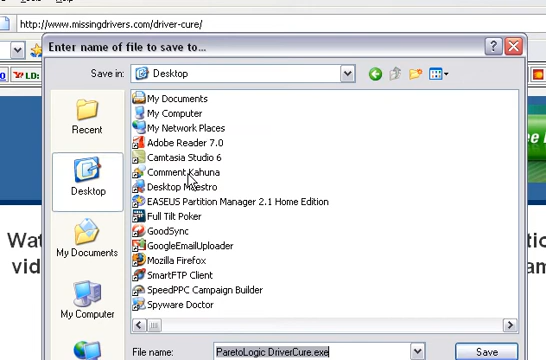 http://www.missingdrivers.com/driver-cure/
LD:
Enter name of file to save to...
Save in:
Desktop
Recent
Desktop
My Documents
My Computer
My Documents
My Computer
My Network Places
Adobe Reader 7.0
Camtasia Studio 6
Comment Kahuna
Desktop Maestro
EASEUS Partition Manager 2.1 Home Edition
Full Tilt Poker
GoodSync
GoogleEmailUploader
Mozilla Firefox
SmartFTP Client
SpeedPPC Campaign Builder
Spyware Doctor
File name:
ParetoLogic DriverCure.exe
Save